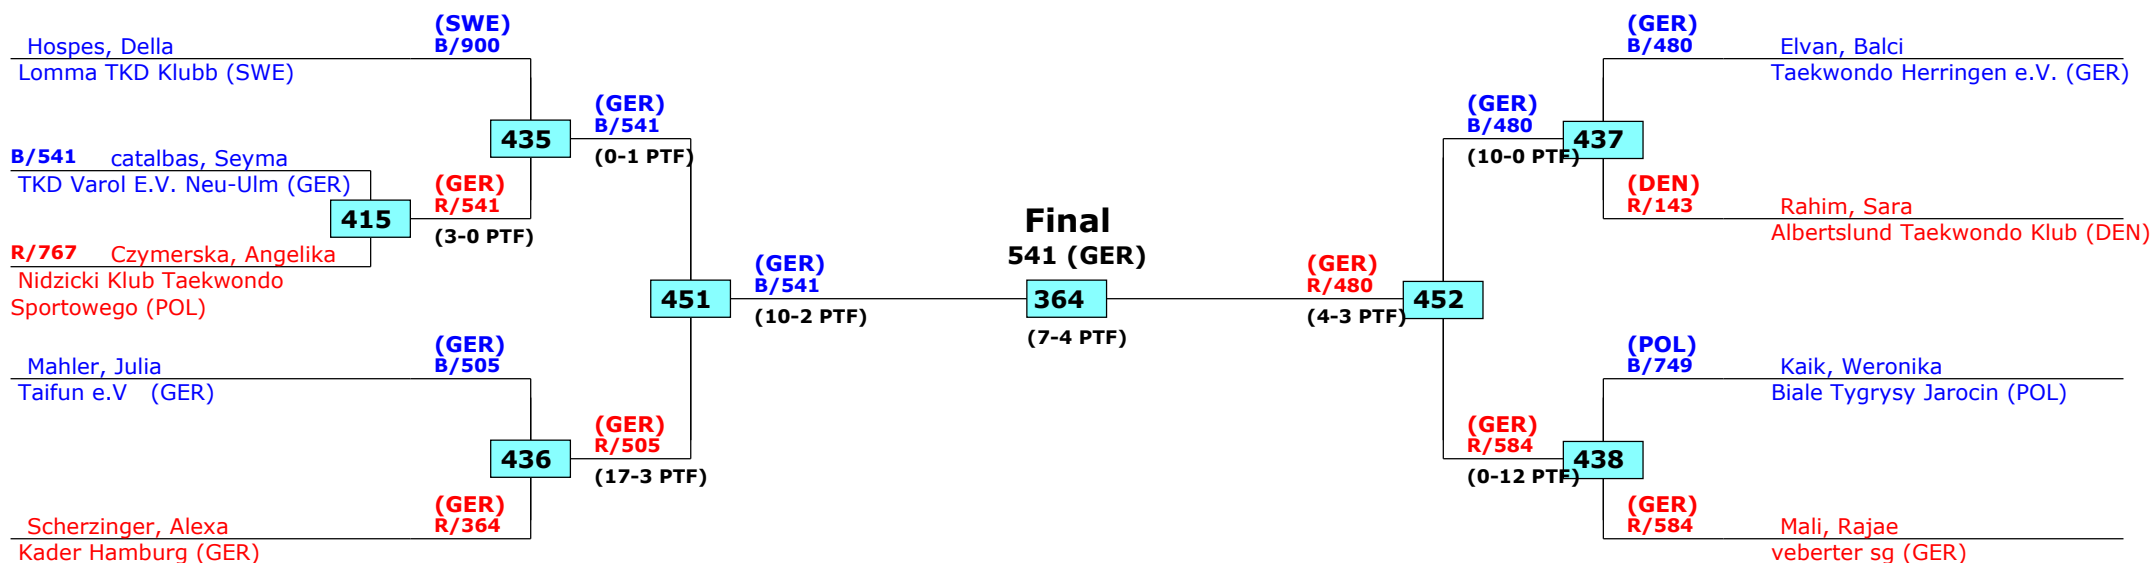 Hospes, Della
(SWE)
B/900
Lomma TKD Klubb (SWE)
B/541 catalbas, Seyma
TKD Varol E.V. Neu-Ulm (GER)
R/767 Czymerska, Angelika
Nidzicki Klub Taekwondo
Sportowego (POL)
415
(GER)
R/541
(3-0 PTF)
435
(GER)
B/541
(0-1 PTF)
Mahler, Julia
(GER)
B/505
Taifun e.V (GER)
Scherzinger, Alexa
(GER)
R/364
Kader Hamburg (GER)
436
(GER)
R/505
(17-3 PTF)
451
(GER)
B/541
(10-2 PTF)
Final
541 (GER)
364
(7-4 PTF)
(GER)
R/480
(4-3 PTF)
452
(GER)
B/480
(10-0 PTF)
437
(GER)
B/480
Elvan, Balci
Taekwondo Herringen e.V. (GER)
(DEN)
R/143
Rahim, Sara
Albertslund Taekwondo Klub (DEN)
(GER)
R/584
(0-12 PTF)
438
(POL)
B/749
Kaik, Weronika
Biale Tygrysy Jarocin (POL)
(GER)
R/584
Mali, Rajae
veberter sg (GER)